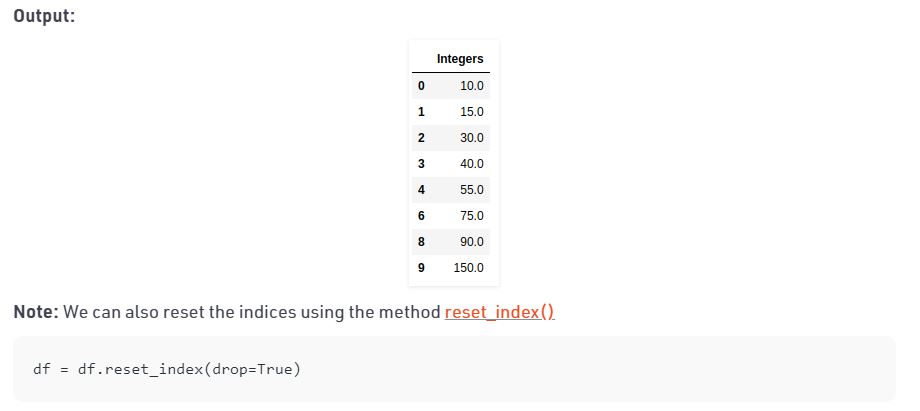 Output:
Integers
0 10.0
1 15.0
2 30.0
3 40.0
4 55.0
6 75.0
8 90.0
9 150.0
Note: We can also reset the indices using the method reset_index()
df = df.reset_index(drop=True)